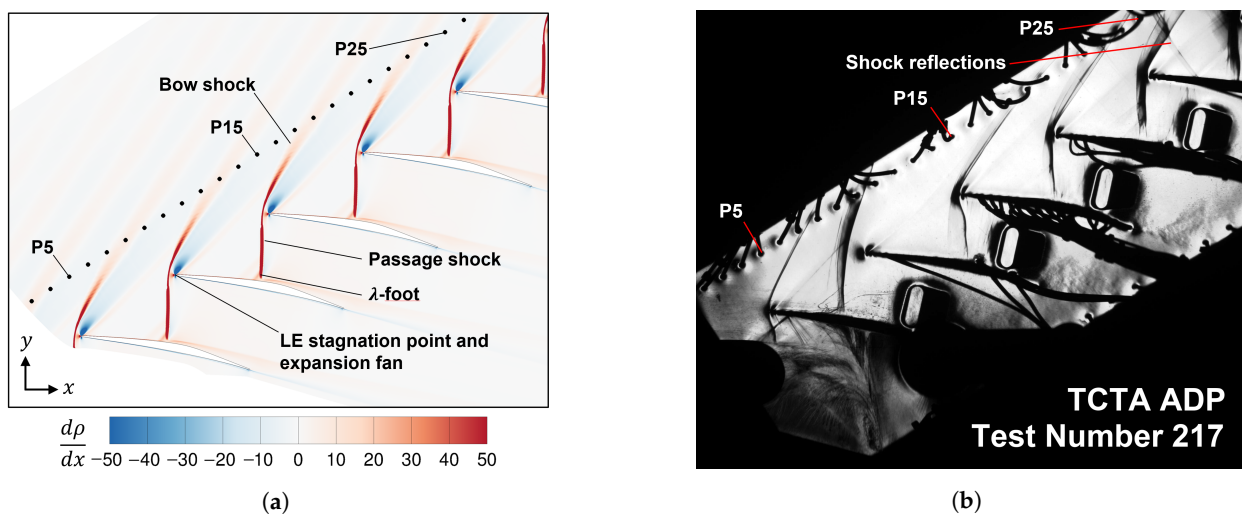 P25
Bow shock
P15
P5
Passage shock
λ-foot
LE stagnation point and
expansion fan
y
x
dρ
dx
−50 −40 −30 −20 −10 0 10 20 30 40 50
(a)
P25
Shock reflections
P15
P5
TCTA ADP
Test Number 217
(b)